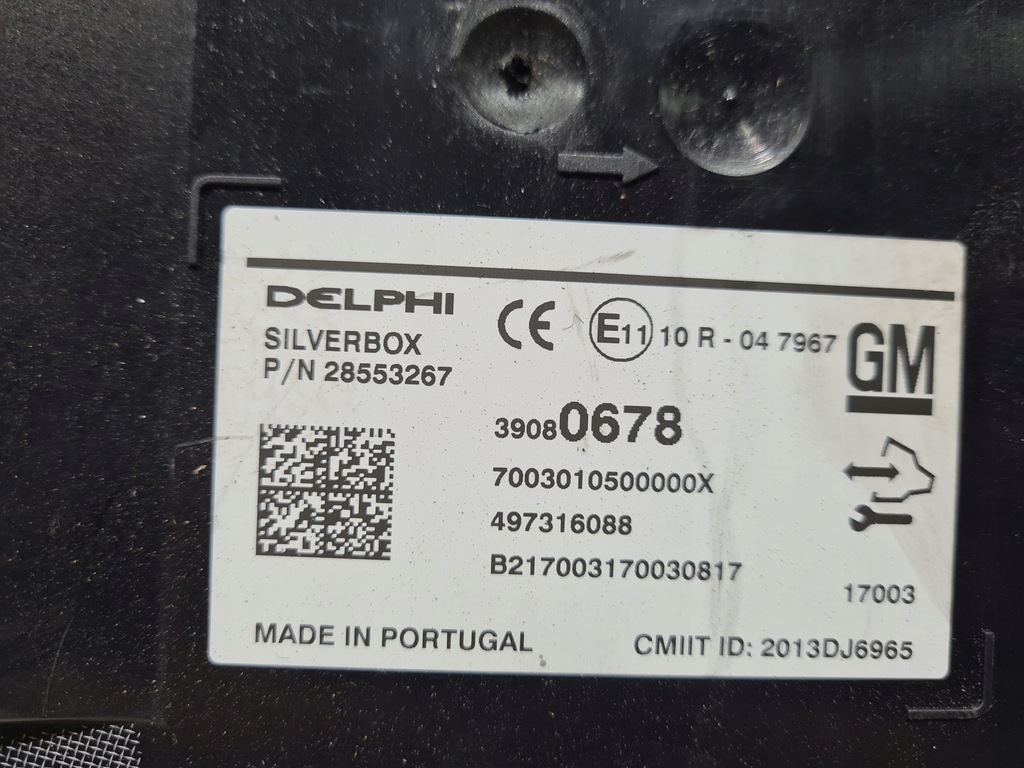 DELPHI
SILVERBOX
P/N 28553267
CE E11 10 R - 04 7967
GM
39080678
7003010500000X
497316088
B217003170030817
17003
MADE IN PORTUGAL
CMIIT ID: 2013DJ6965